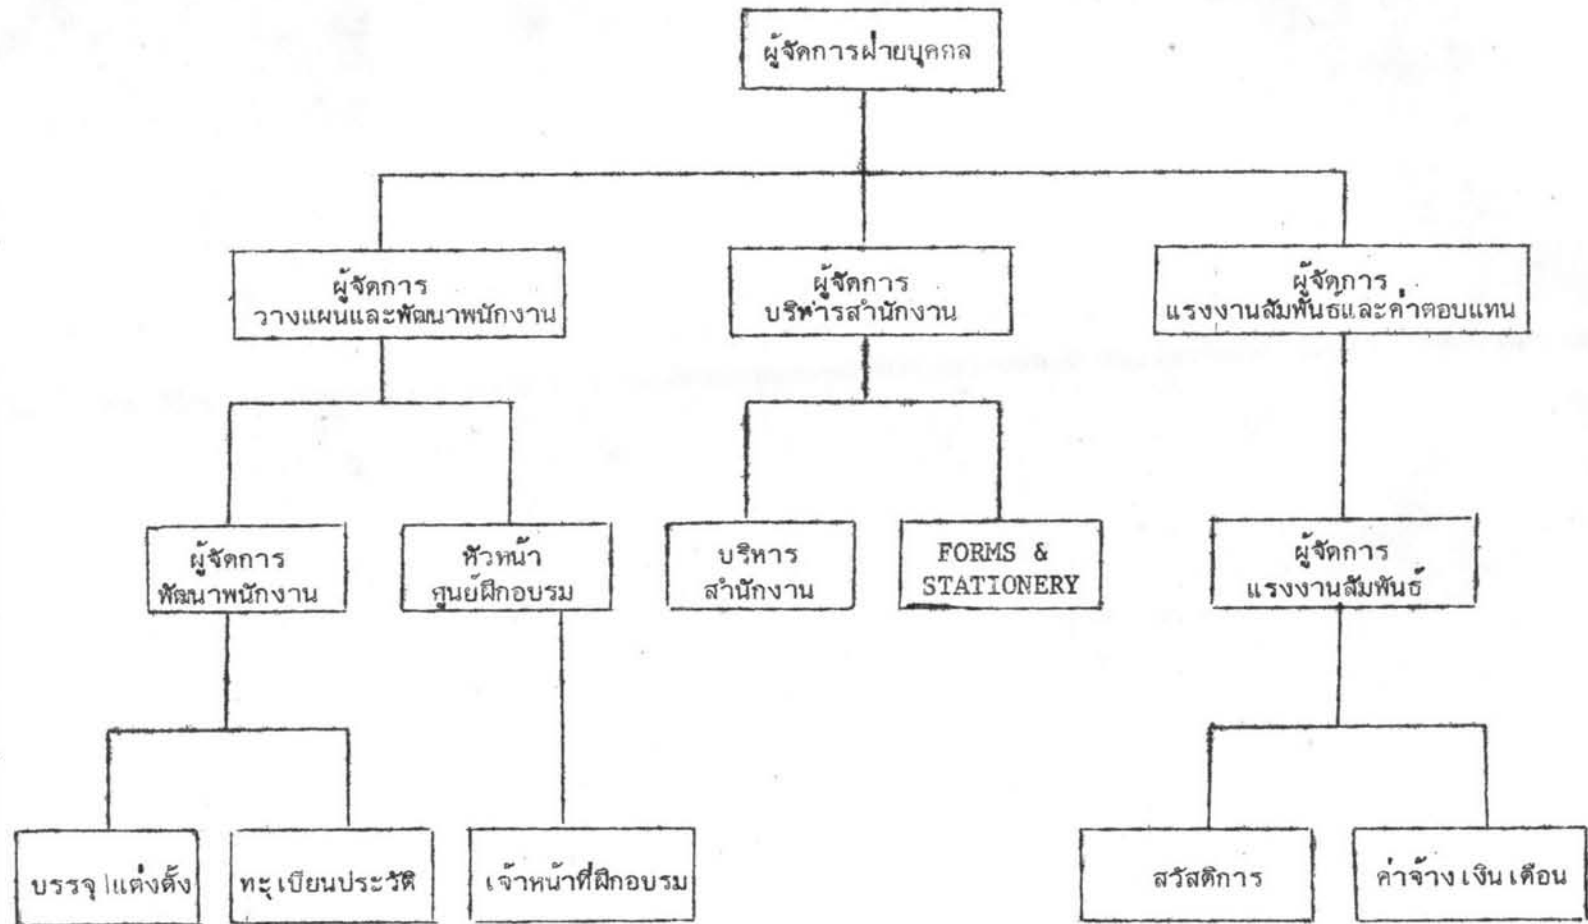 ผู้จัดการฝ่ายบุคคล
ผู้จัดการ
วางแผนและพัฒนาพนักงาน
ผู้จัดการ
บริหารสำนักงาน
ผู้จัดการ
แรงงานสัมพันธ์และค่าตอบแทน
ผู้จัดการ
พัฒนาพนักงาน
หัวหน้า
ศูนย์ฝึกอบรม
บริหาร
สำนักงาน
FORMS &
STATIONERY
ผู้จัดการ
แรงงานสัมพันธ์
บรรจุ/แต่งตั้ง
ทะเบียนประวัติ
เจ้าหน้าที่ฝึกอบรม
สวัสดิการ
ค่าจ้างเงินเดือน